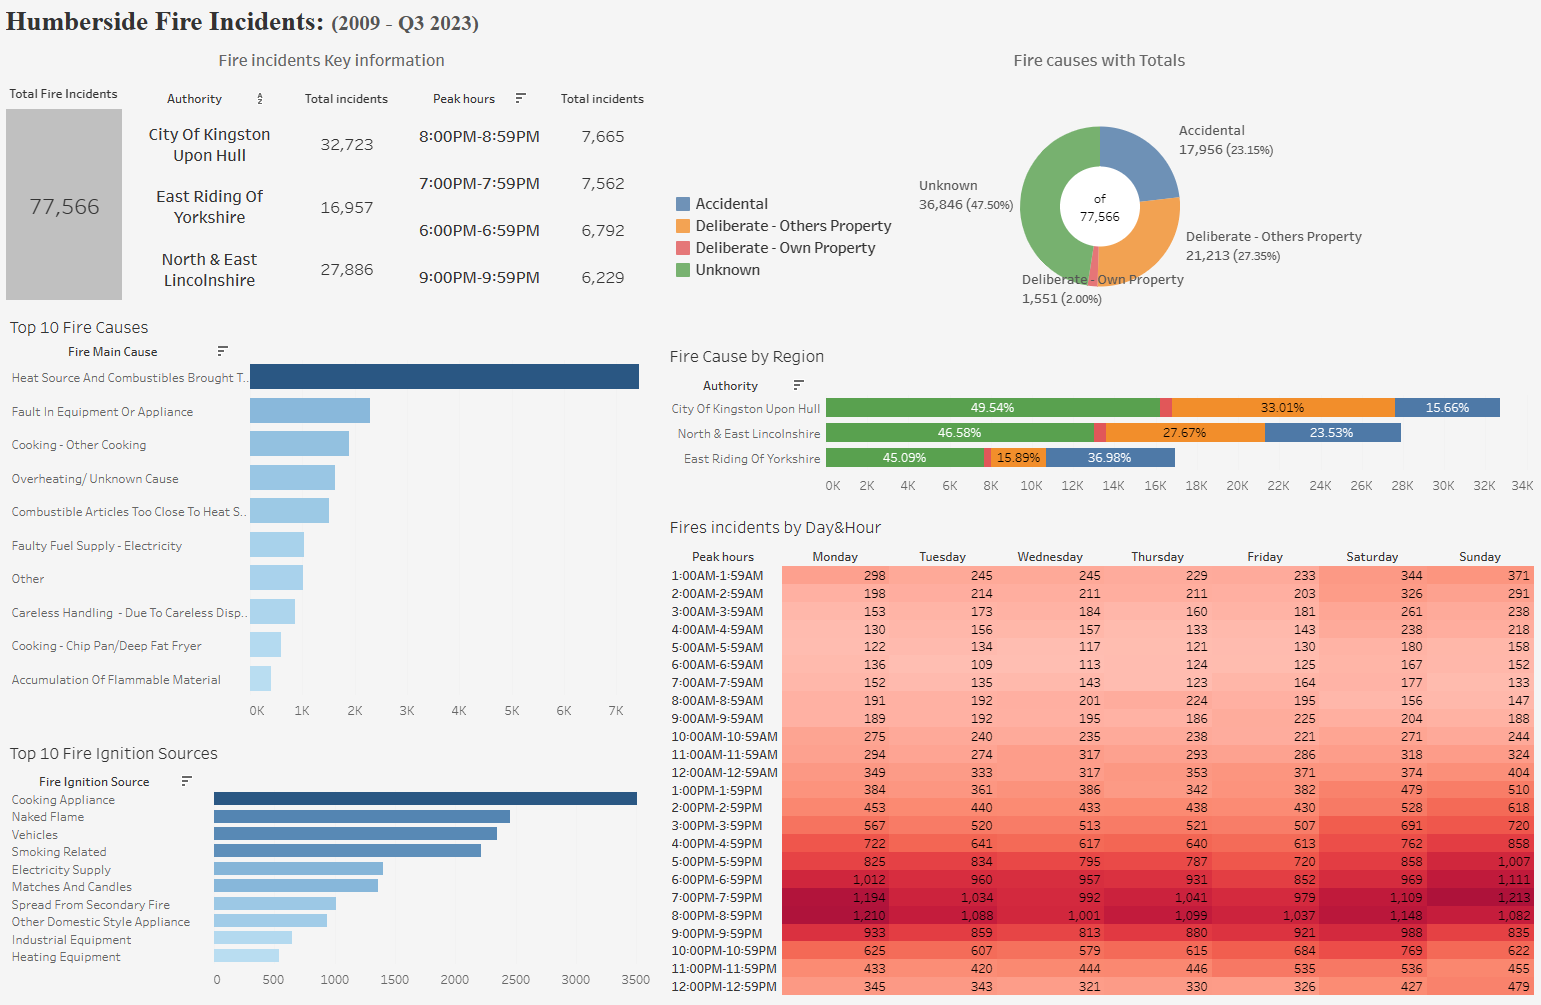 Humberside Fire Incidents: (2009 - Q3 2023)
Fire incidents Key information
Total Fire Incidents
77,566
Authority Total incidents Peak hours Total incidents
City Of Kingston
Upon Hull
32,723
8:00PM-8:59PM 7,665
7:00PM-7:59PM 7,562
East Riding Of
Yorkshire
16,957
6:00PM-6:59PM 6,792
North & East
Lincolnshire
27,886
9:00PM-9:59PM 6,229
Fire causes with Totals
Accidental
Deliberate - Others Property
Deliberate - Own Property
Unknown
Accidental
17,956 (23.15%)
Unknown
36,846 (47.50%)
of
77,566
Deliberate - Others Property
21,213 (27.35%)
Deliberate - Own Property
1,551 (2.00%)
Top 10 Fire Causes
Fire Main Cause
Heat Source And Combustibles Brought T..
Fault In Equipment Or Appliance
Cooking - Other Cooking
Overheating/ Unknown Cause
Combustible Articles Too Close To Heat S..
Faulty Fuel Supply - Electricity
Other
Careless Handling - Due To Careless Disp..
Cooking - Chip Pan/Deep Fat Fryer
Accumulation Of Flammable Material
0K 1K 2K 3K 4K 5K 6K 7K
Top 10 Fire Ignition Sources
Fire Ignition Source
Cooking Appliance
Naked Flame
Vehicles
Smoking Related
Electricity Supply
Matches And Candles
Spread From Secondary Fire
Other Domestic Style Appliance
Industrial Equipment
Heating Equipment
0 500 1000 1500 2000 2500 3000 3500
Fire Cause by Region
Authority
City Of Kingston Upon Hull 49.54% 33.01% 15.66%
North & East Lincolnshire 46.58% 27.67% 23.53%
East Riding Of Yorkshire 45.09% 15.89% 36.98%
0K 2K 4K 6K 8K 10K 12K 14K 16K 18K 20K 22K 24K 26K 28K 30K 32K 34K
Fires incidents by Day&Hour
Peak hours Monday Tuesday Wednesday Thursday Friday Saturday Sunday
1:00AM-1:59AM 298 245 245 229 233 344 371
2:00AM-2:59AM 198 214 211 211 203 326 291
3:00AM-3:59AM 153 173 184 160 181 261 238
4:00AM-4:59AM 130 156 157 133 143 238 218
5:00AM-5:59AM 122 134 117 121 130 180 158
6:00AM-6:59AM 136 109 113 124 125 167 152
7:00AM-7:59AM 152 135 143 123 164 177 133
8:00AM-8:59AM 191 192 201 224 195 156 147
9:00AM-9:59AM 189 192 195 186 225 204 188
10:00AM-10:59AM 275 240 235 238 221 271 244
11:00AM-11:59AM 294 274 317 293 286 318 324
12:00AM-12:59AM 349 333 317 353 371 374 404
1:00PM-1:59PM 384 361 386 342 382 479 510
2:00PM-2:59PM 453 440 433 438 430 528 618
3:00PM-3:59PM 567 520 513 521 507 691 720
4:00PM-4:59PM 722 641 617 640 613 762 858
5:00PM-5:59PM 825 834 795 787 720 858 1,007
6:00PM-6:59PM 1,012 960 957 931 852 969 1,111
7:00PM-7:59PM 1,194 1,034 992 1,041 979 1,109 1,213
8:00PM-8:59PM 1,210 1,088 1,001 1,099 1,037 1,148 1,082
9:00PM-9:59PM 933 859 813 880 921 988 835
10:00PM-10:59PM 625 607 579 615 684 769 622
11:00PM-11:59PM 433 420 444 446 535 536 455
12:00PM-12:59PM 345 343 321 330 326 427 479